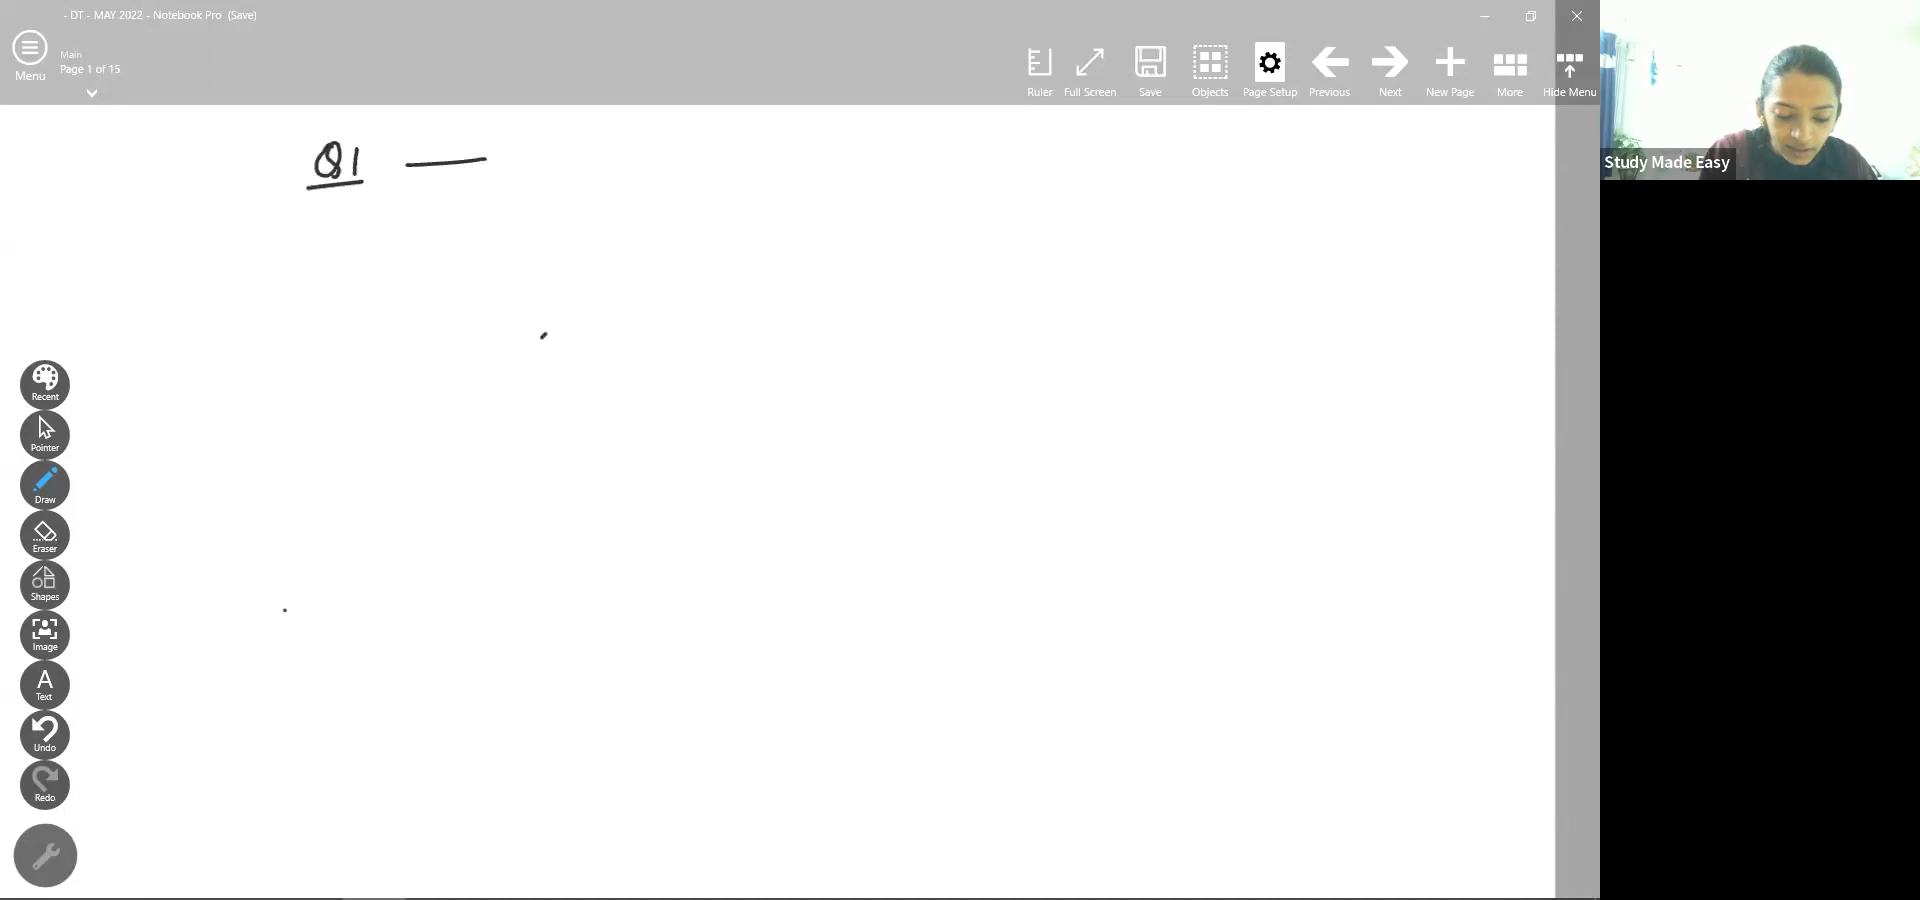 - DT - MAY 2022 - Notebook Pro (Save)
Menu
Main
Page 1 of 15
Ruler
Full Screen
Save
Objects
Page Setup
Previous
Next
New Page
More
Hide Menu
Study Made Easy
Q1 —
Recent
Pointer
Draw
Eraser
Shapes
Image
A
Text
Undo
Redo